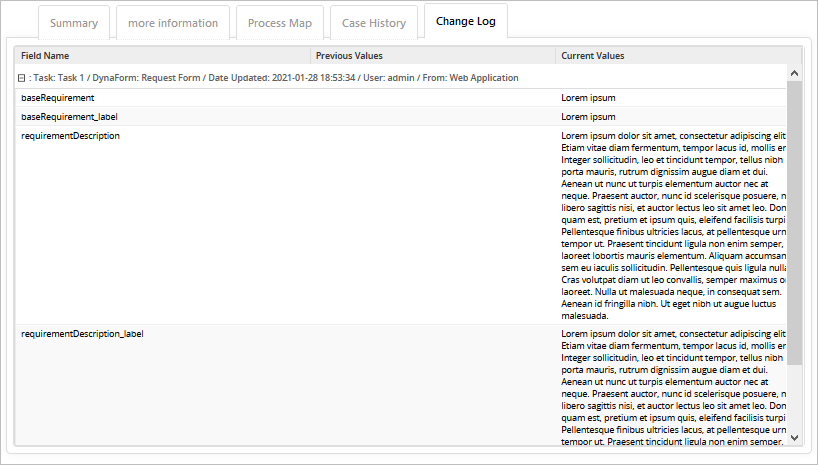 Summary more information Process Map Case History Change Log
Field Name Previous Values Current Values
: Task: Task 1 / DynaForm: Request Form / Date Updated: 2021-01-28 18:53:34 / User: admin / From: Web Application
baseRequirement Lorem ipsum
baseRequirement_label Lorem ipsum
requirementDescription Lorem ipsum dolor sit amet, consectetur adipiscing elit
Etiam vitae diam fermentum, tempor lacus id, mollis er
Integer sollicitudin, leo et tincidunt tempor, tellus nibh
porta mauris, rutrum dignissim augue diam et dui.
Aenean ut nunc ut turpis elementum auctor nec at
neque. Praesent auctor, nunc id scelerisque posuere, n
libero sagittis nisi, et auctor lectus leo sit amet leo. Don
quam est, pretium et ipsum quis, eleifend facilisis turpi
Pellentesque finibus ultricies lacus, at pellentesque urn
tempor ut. Praesent tincidunt ligula non enim semper,
laoreet lobortis mauris elementum. Aliquam accumsan
sem eu iaculis sollicitudin. Pellentesque quis ligula nulla
Cras volutpat diam ut leo convallis, semper maximus o
laoreet. Nulla ut malesuada neque, in consequat sem.
Aenean id fringilla nibh. Ut eget nibh ut augue luctus
malesuada.
requirementDescription_label Lorem ipsum dolor sit amet, consectetur adipiscing elit
Etiam vitae diam fermentum, tempor lacus id, mollis er
Integer sollicitudin, leo et tincidunt tempor, tellus nibh
porta mauris, rutrum dignissim augue diam et dui.
Aenean ut nunc ut turpis elementum auctor nec at
neque. Praesent auctor, nunc id scelerisque posuere, n
libero sagittis nisi, et auctor lectus leo sit amet leo. Don
quam est, pretium et ipsum quis, eleifend facilisis turpi
Pellentesque finibus ultricies lacus, at pellentesque urn
tempor ut. Praesent tincidunt ligula non enim semper,